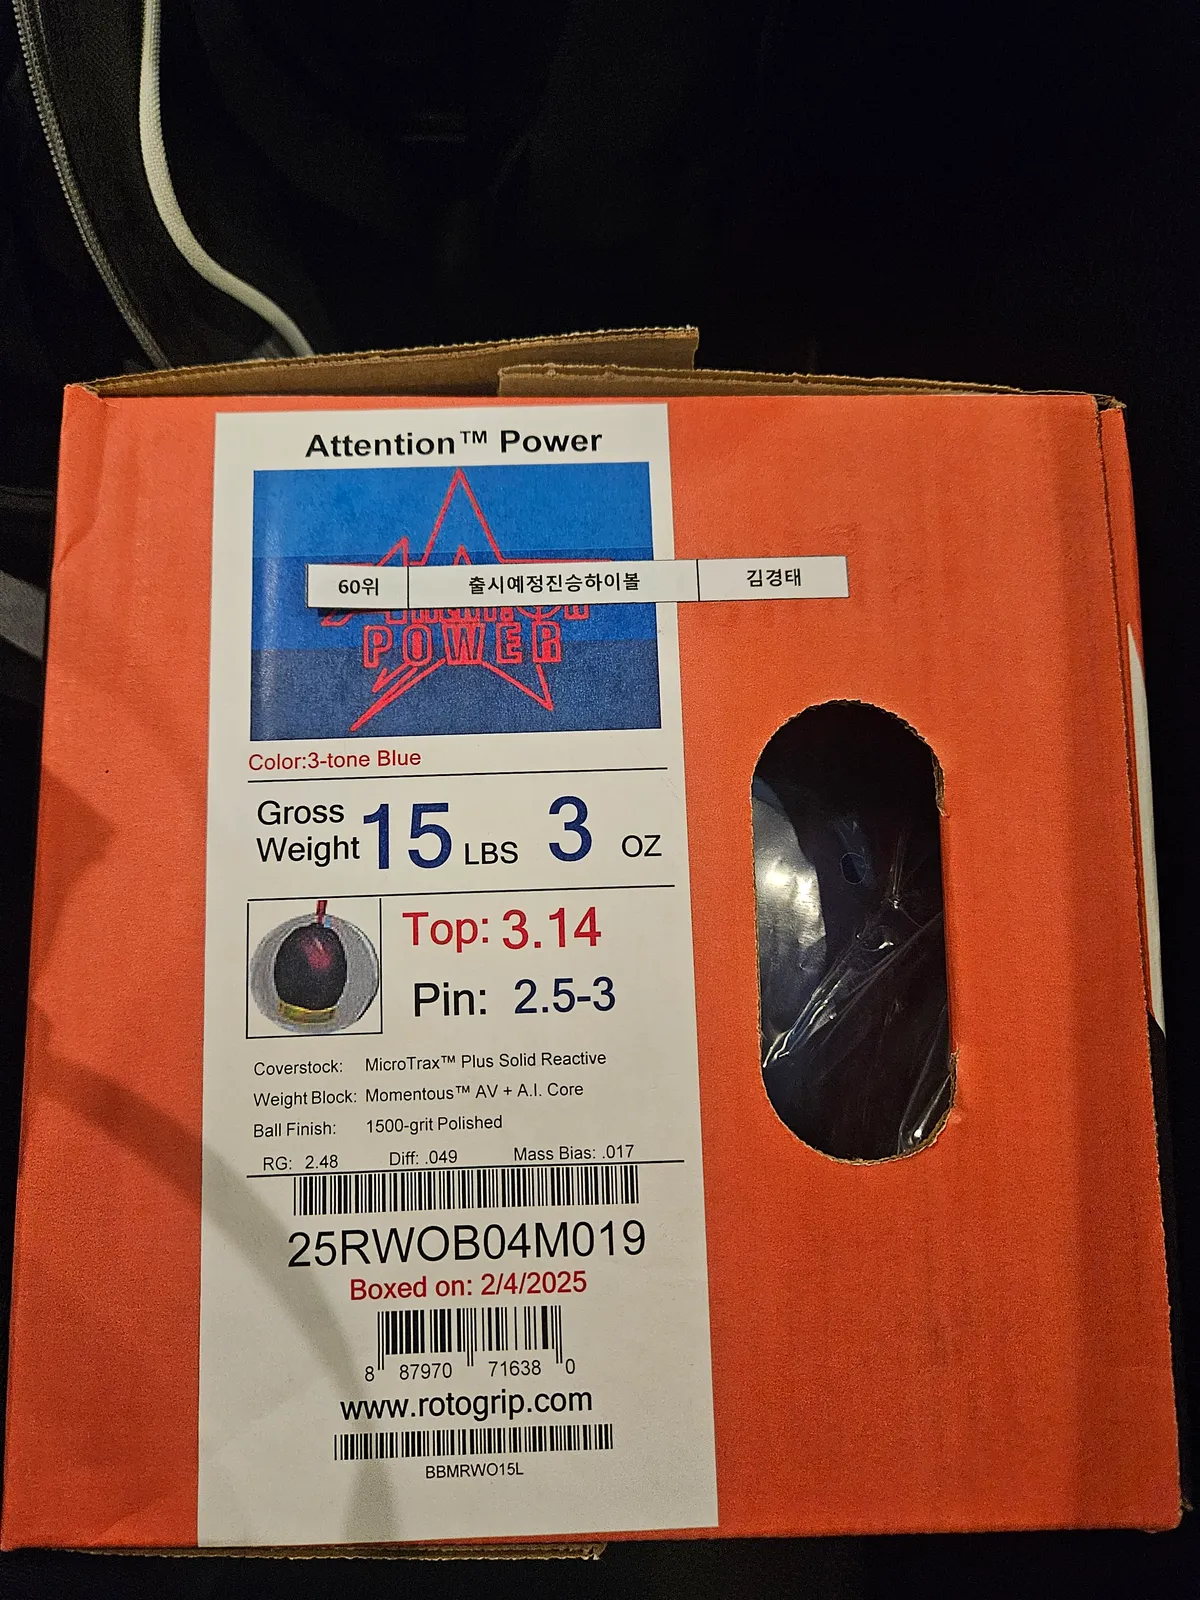 Attention™ Power
60위 출시예정진승하이볼 김경태
POWER
Color:3-tone Blue
Gross Weight 15 LBS 3 OZ
Top: 3.14
Pin: 2.5-3
Coverstock: MicroTrax™ Plus Solid Reactive
Weight Block: Momentous™ AV + A.I. Core
Ball Finish: 1500-grit Polished
RG: 2.48 Diff: .049 Mass Bias: .017
25RWOB04M019
Boxed on: 2/4/2025
8 87970 71638 0
www.rotogrip.com
BBMRWO15L